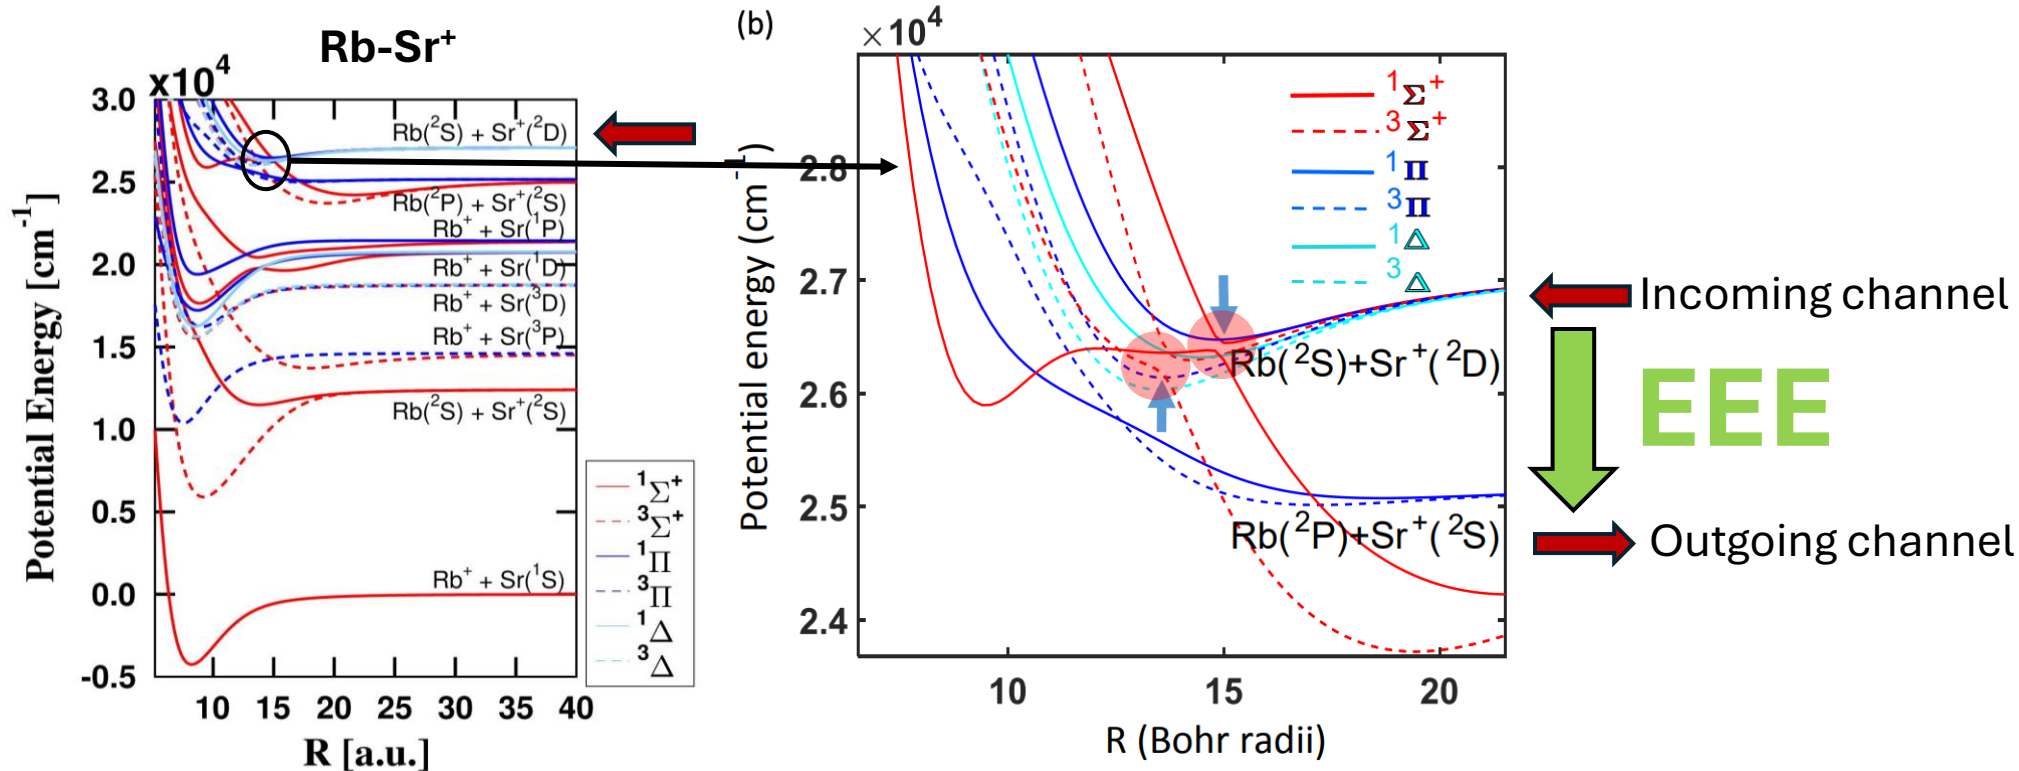 Rb-Sr⁺
x10⁴
3.0
2.5
2.0
1.5
1.0
0.5
0.0
-0.5
Potential Energy [cm⁻¹]
10 15 20 25 30 35 40
R [a.u.]
Rb(²S) + Sr⁺(²D)
Rb(²P) + Sr⁺(²S)
Rb⁺ + Sr(¹P)
Rb⁺ + Sr(¹D)
Rb⁺ + Sr(³D)
Rb⁺ + Sr(³P)
Rb(²S) + Sr⁺(²S)
Rb⁺ + Sr(¹S)
¹Σ⁺
³Σ⁺
¹Π
³Π
¹Δ
³Δ
(b)
×10⁴
2.8
2.7
2.6
2.5
2.4
Potential energy (cm⁻¹)
10 15 20
R (Bohr radii)
¹Σ⁺
³Σ⁺
¹Π
³Π
¹Δ
³Δ
Rb(²S)+Sr⁺(²D)
Rb(²P)+Sr⁺(²S)
Incoming channel
EEE
Outgoing channel